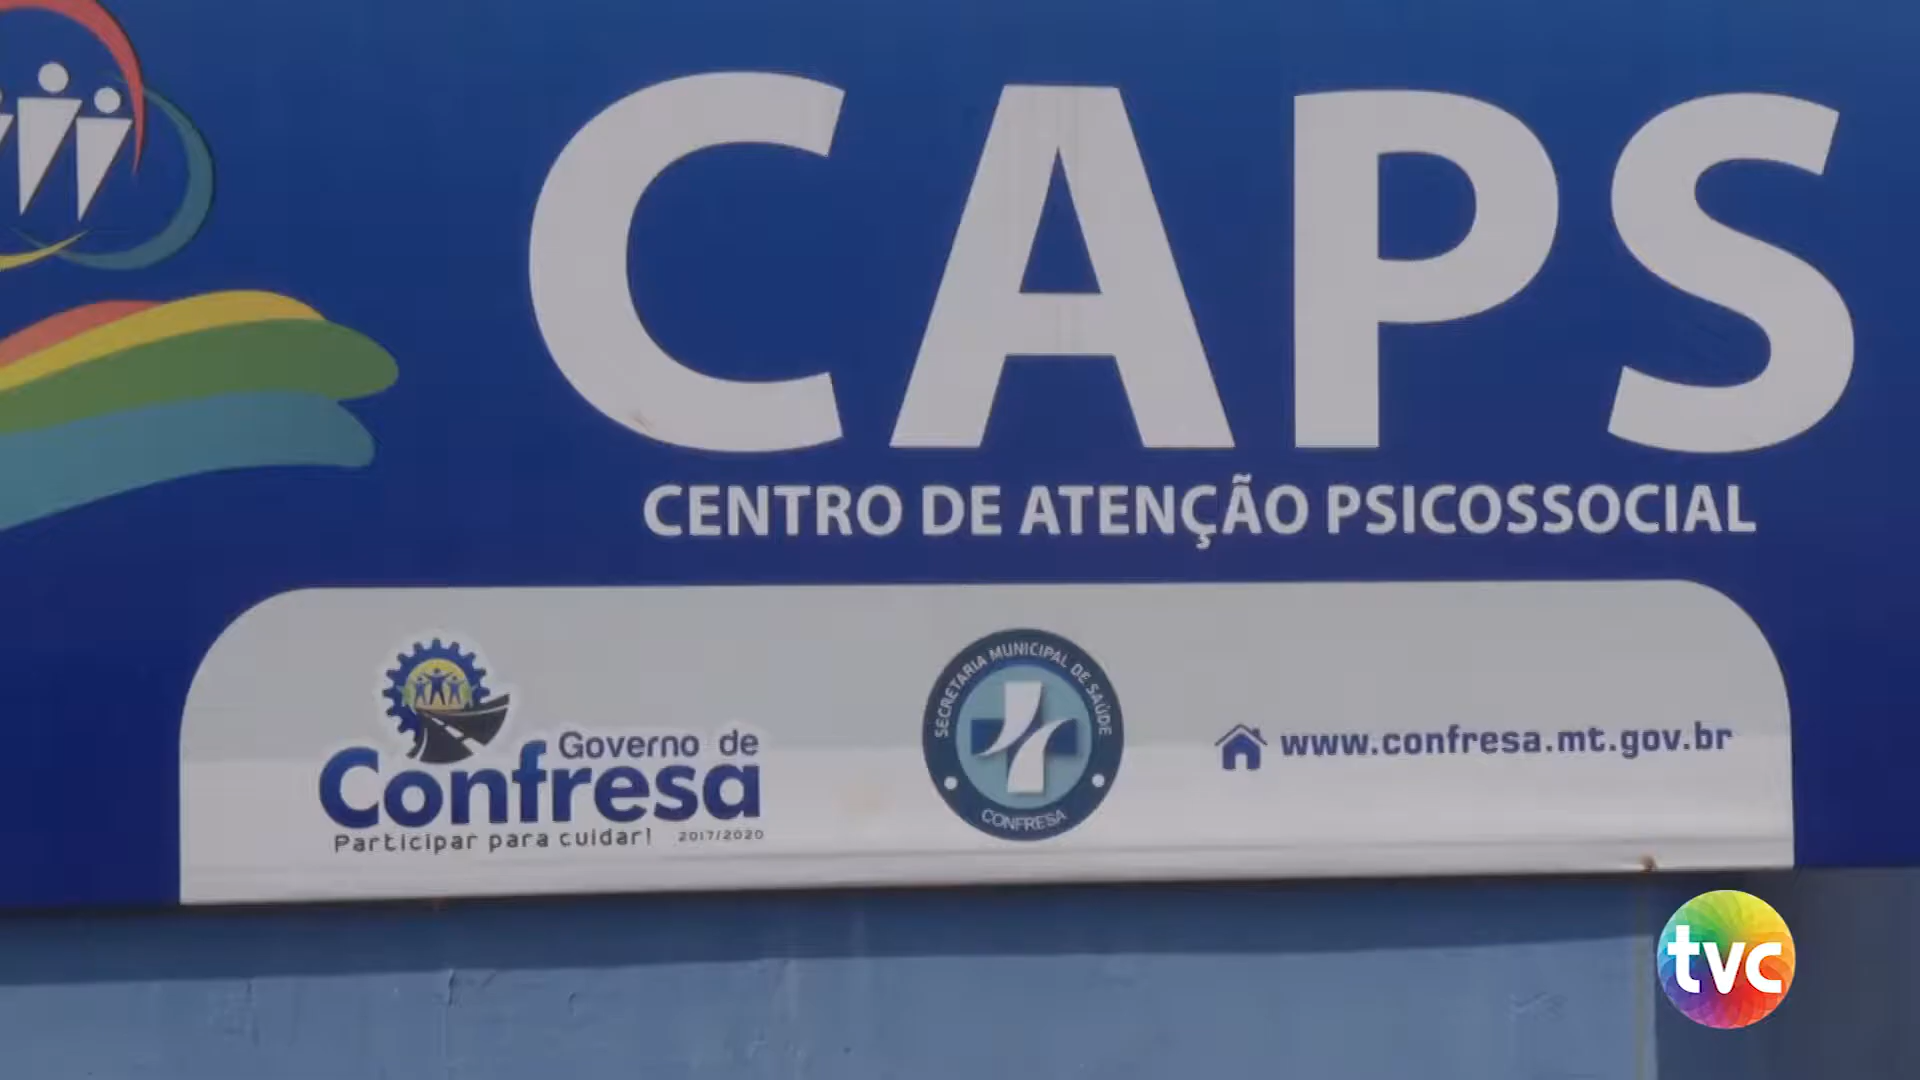 CAPS
CENTRO DE ATENÇÃO PSICOSSOCIAL
Governo de
Confresa
Participar para cuidar! 2017/2020
SECRETARIA MUNICIPAL DE SAÚDE
CONFRESA
www.confresa.mt.gov.br
tvc